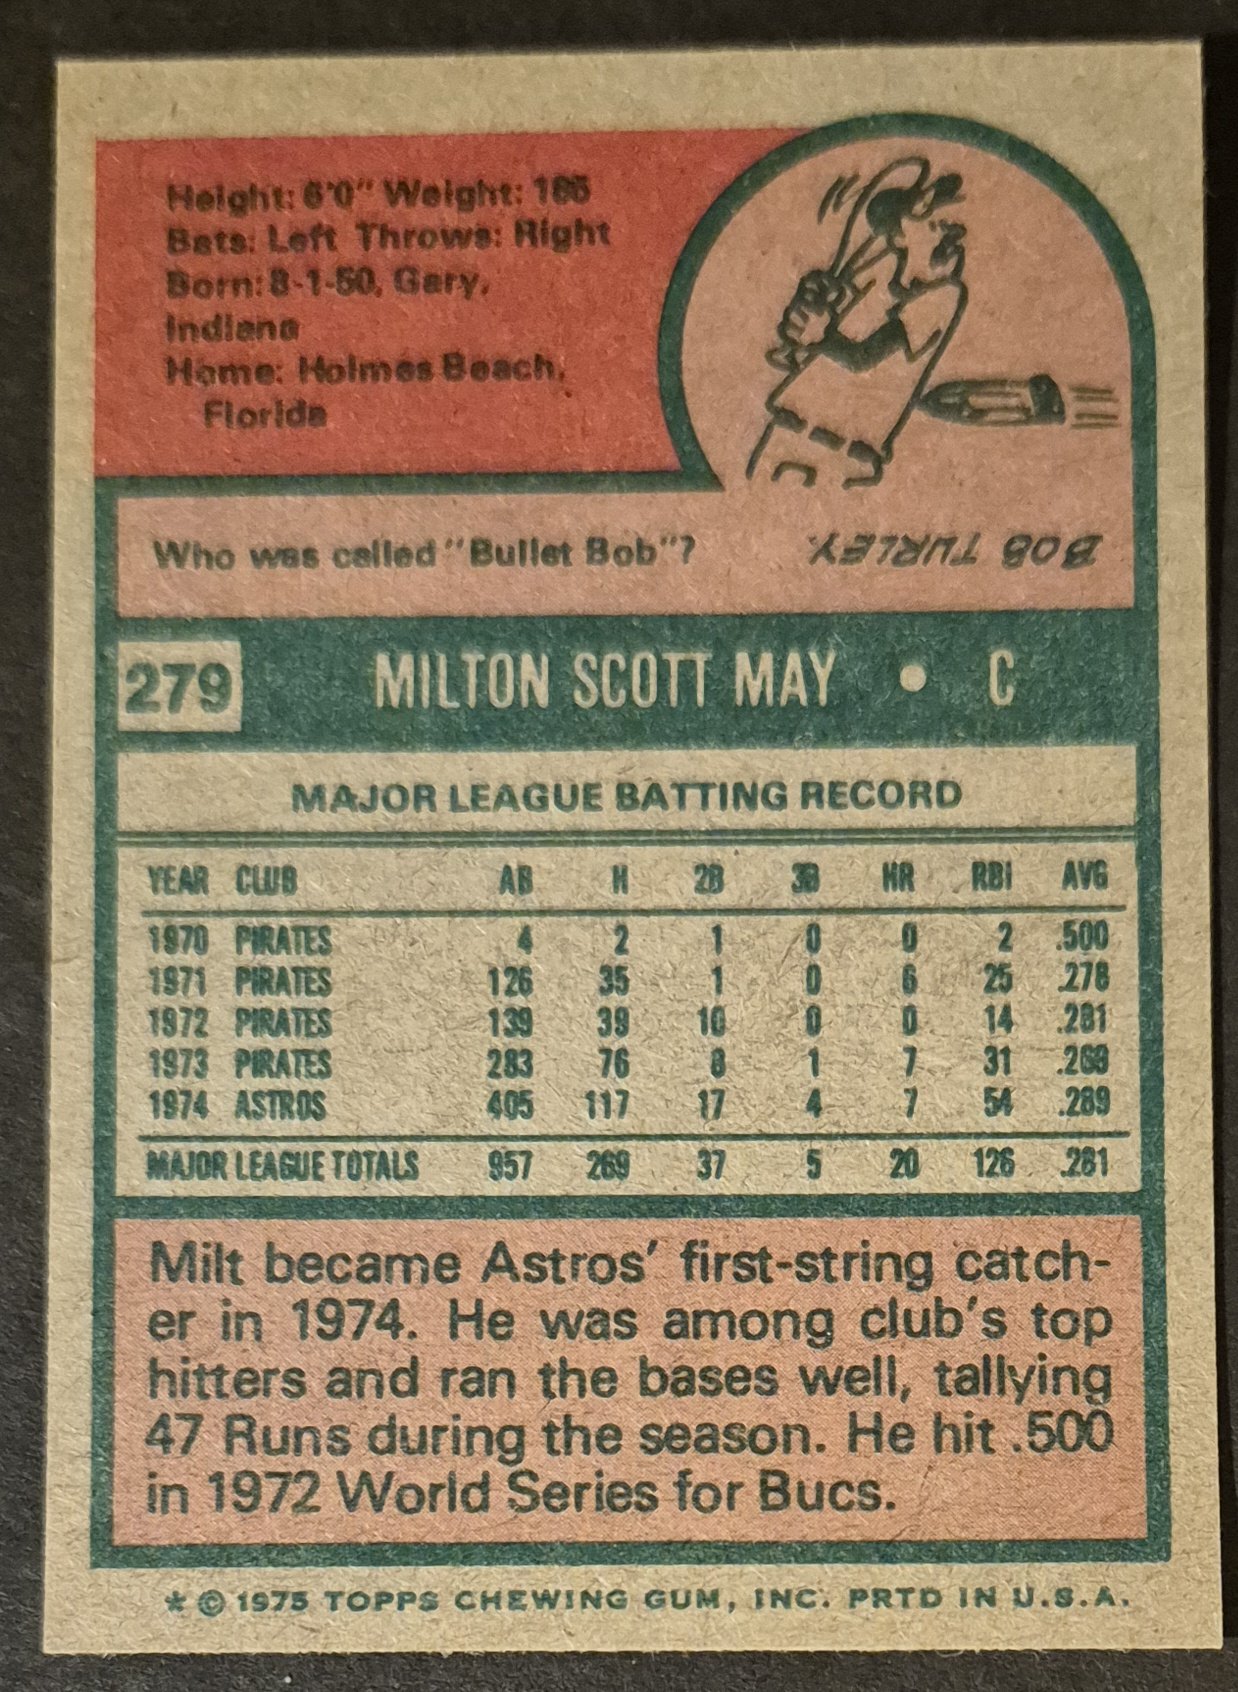 Height: 6'0" Weight: 185
Bats: Left Throws: Right
Born: 8-1-50, Gary,
Indiana
Home: Holmes Beach,
Florida
Who was called "Bullet Bob"?
BOB TURLEY.
279 MILTON SCOTT MAY • C
MAJOR LEAGUE BATTING RECORD
YEAR CLUB AB H 2B 3B HR RBI AVG
1970 PIRATES 4 2 1 0 0 2 .500
1971 PIRATES 126 35 1 0 6 25 .278
1972 PIRATES 139 39 10 0 0 14 .281
1973 PIRATES 283 76 8 1 7 31 .269
1974 ASTROS 405 117 17 4 7 54 .289
MAJOR LEAGUE TOTALS 957 269 37 5 20 126 .281
Milt became Astros' first-string catch-
er in 1974. He was among club's top
hitters and ran the bases well, tallying
47 Runs during the season. He hit .500
in 1972 World Series for Bucs.
* © 1975 TOPPS CHEWING GUM, INC. PRTD IN U.S.A.